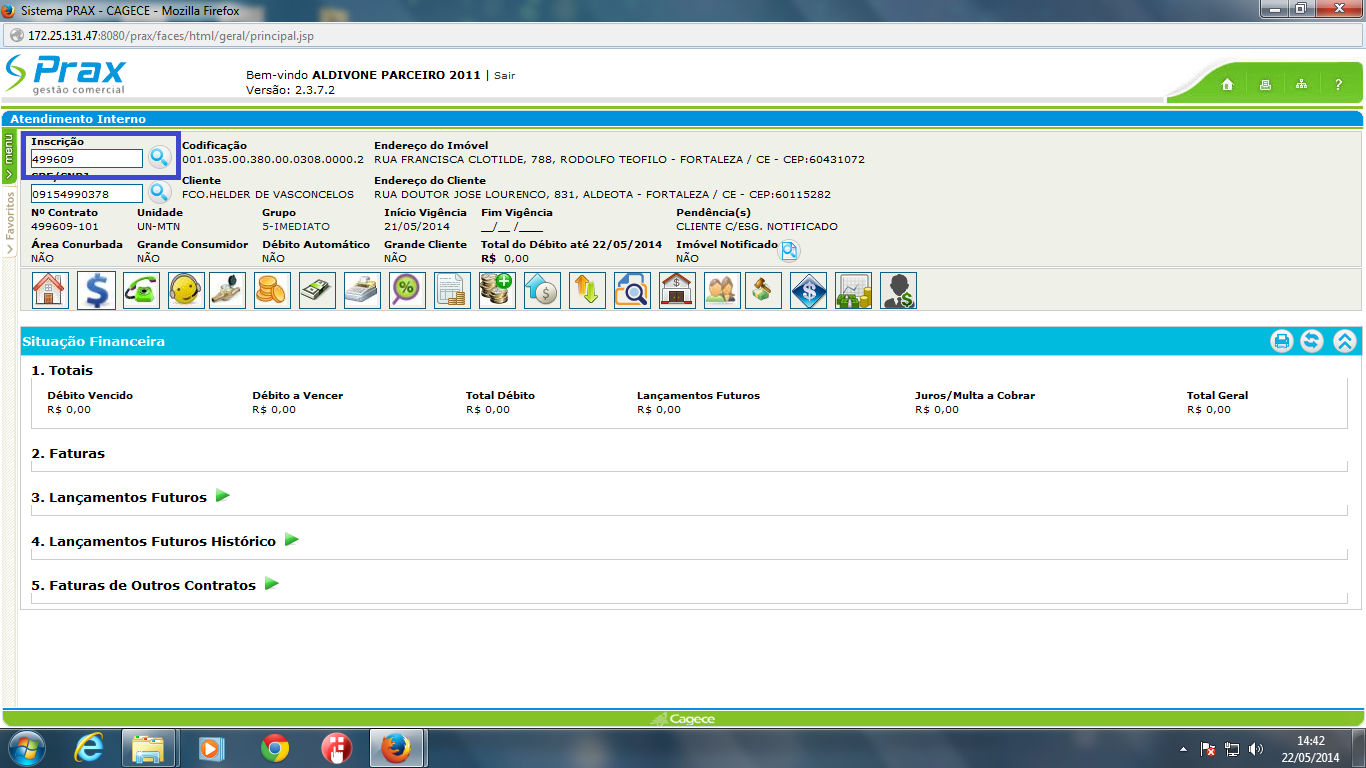 Sistema PRAX - CAGECE - Mozilla Firefox
172.25.131.47:8080/prax/faces/html/geral/principal.jsp
Prax
gestão comercial
Bem-vindo ALDIVONE PARCEIRO 2011 | Sair
Versão: 2.3.7.2
?
Atendimento Interno
menu
Favoritos
Inscrição Codificação Endereço do Imóvel
499609 001.035.00.380.00.0308.0000.2 RUA FRANCISCA CLOTILDE, 788, RODOLFO TEOFILO - FORTALEZA / CE - CEP:60431072
Cliente Endereço do Cliente
09154990378 FCO.HELDER DE VASCONCELOS RUA DOUTOR JOSE LOURENCO, 831, ALDEOTA - FORTALEZA / CE - CEP:60115282
Nº Contrato Unidade Grupo Início Vigência Fim Vigência Pendência(s)
499609-101 UN-MTN 5-IMEDIATO 21/05/2014 __/__ /____ CLIENTE C/ESG. NOTIFICADO
Área Conurbada Grande Consumidor Débito Automático Grande Cliente Total do Débito até 22/05/2014 Imóvel Notificado
NÃO NÃO NÃO NÃO R$ 0,00 NÃO
Situação Financeira
1. Totais
Débito Vencido Débito a Vencer Total Débito Lançamentos Futuros Juros/Multa a Cobrar Total Geral
R$ 0,00 R$ 0,00 R$ 0,00 R$ 0,00 R$ 0,00 R$ 0,00
2. Faturas
3. Lançamentos Futuros
4. Lançamentos Futuros Histórico
5. Faturas de Outros Contratos
Cagece
14:42
22/05/2014